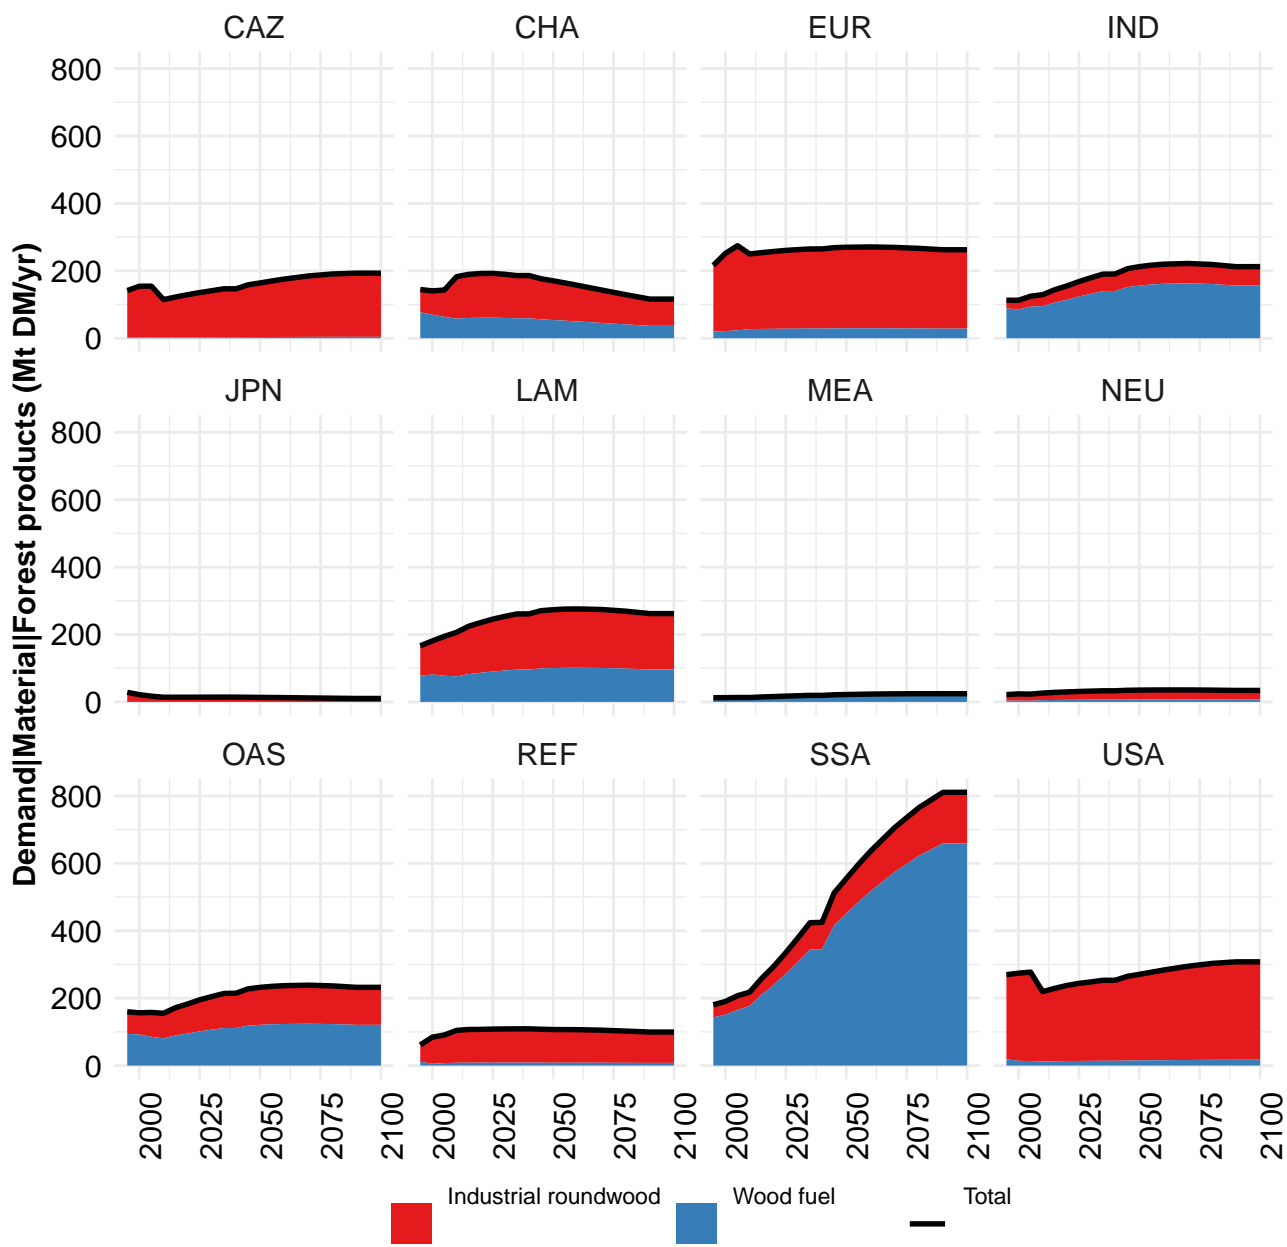 CAZ CHA EUR IND
800
600
400
200
0
JPN LAM MEA NEU
800
600
400
200
0
OAS REF SSA USA
800
600
400
200
0
Demand|Material|Forest products (Mt DM/yr)
2000 2025 2050 2075 2100 2000 2025 2050 2075 2100 2000 2025 2050 2075 2100 2000 2025 2050 2075 2100
Industrial roundwood Wood fuel Total